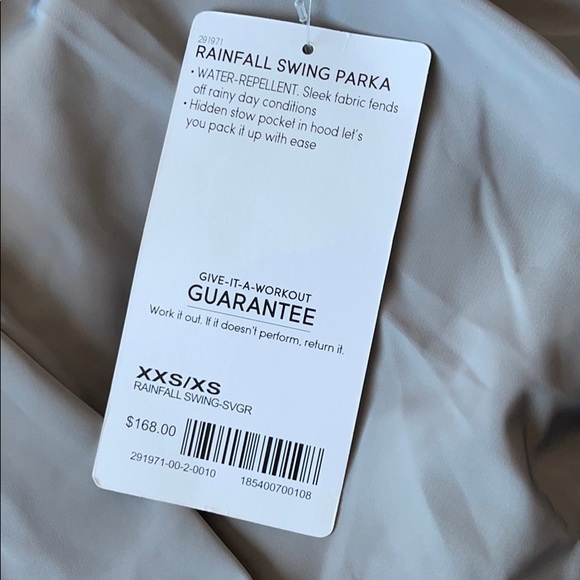 291971
RAINFALL SWING PARKA
• WATER-REPELLENT. Sleek fabric fends
off rainy day conditions
• Hidden stow pocket in hood let's
you pack it up with ease
GIVE-IT-A-WORKOUT
GUARANTEE
Work it out. If it doesn't perform, return it.
XXS/XS
RAINFALL SWING-SVGR
$168.00
291971-00-2-0010
185400700108